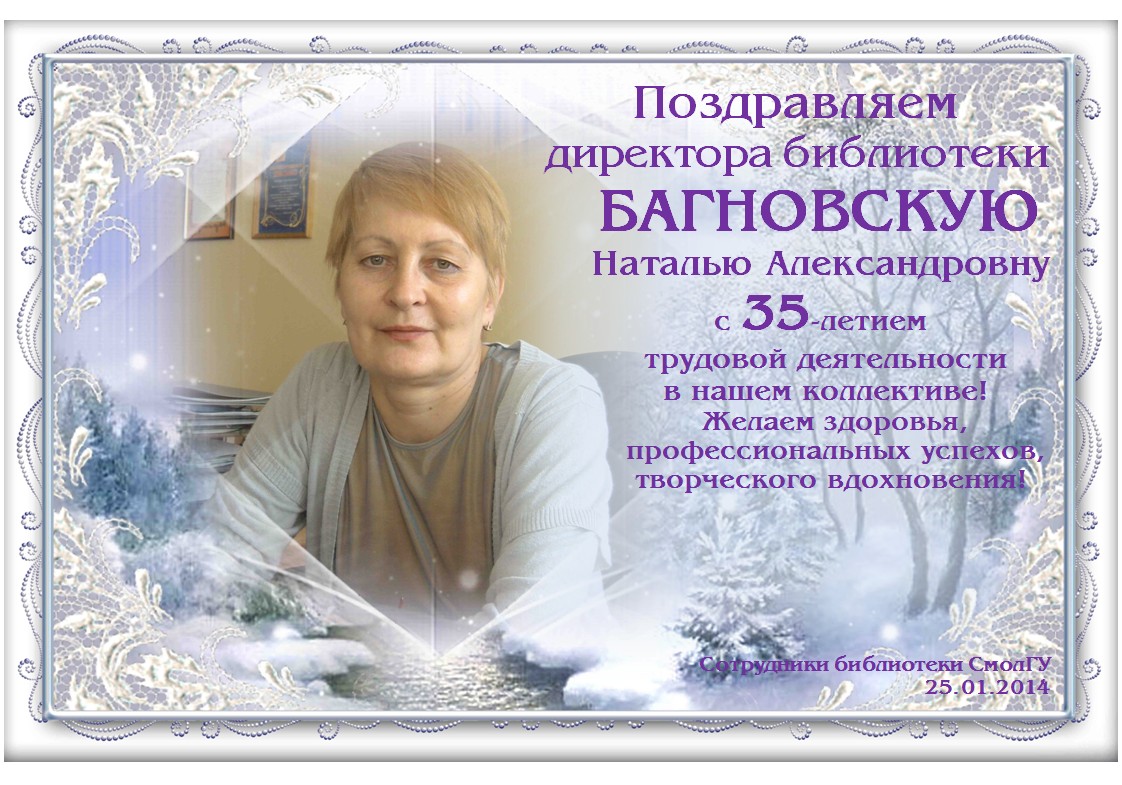 Поздравляем
директора библиотеки
БАГНОВСКУЮ
Наталью Александровну
с 35-летием
трудовой деятельности
в нашем коллективе!
Желаем здоровья,
профессиональных успехов,
творческого вдохновения!
Сотрудники библиотеки СмолГУ
25.01.2014